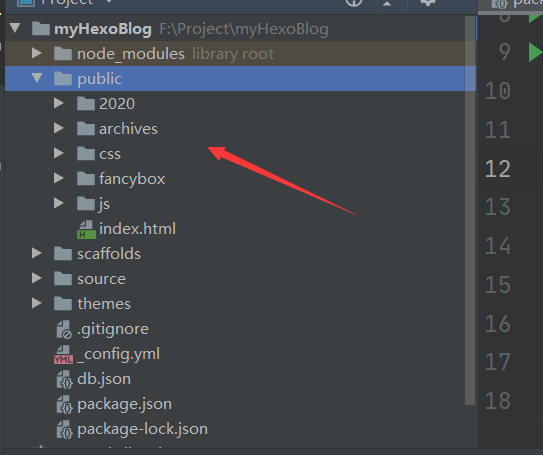 Project
myHexoBlog F:\Project\myHexoBlog
node_modules library root
public
2020
archives
css
fancybox
js
index.html
scaffolds
source
themes
.gitignore
_config.yml
db.json
package.json
package-lock.json
8
9
10
11
12
13
14
15
16
17
18